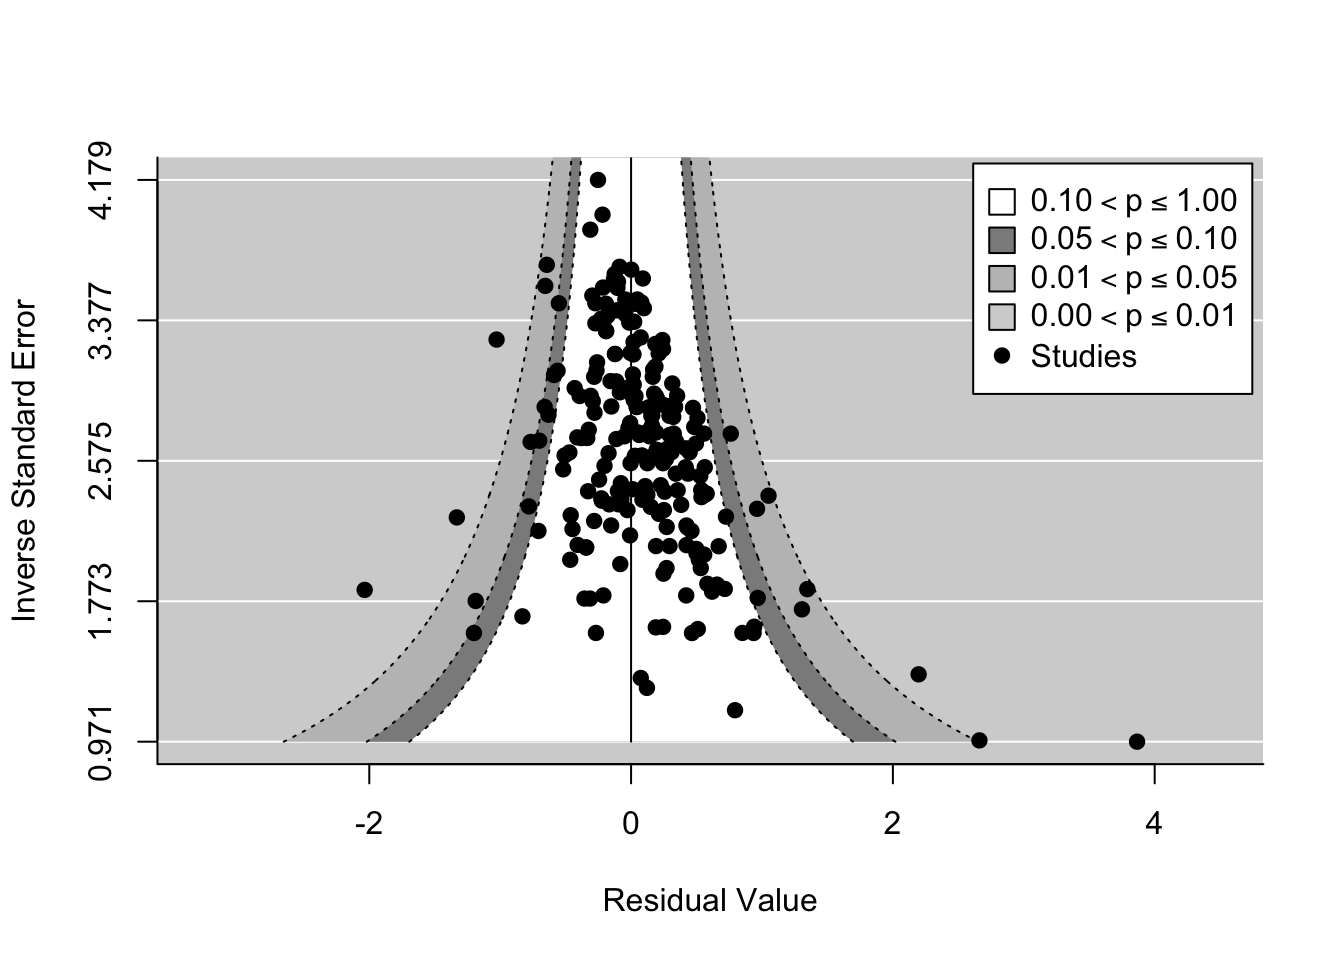 4.179
3.377
2.575
1.773
0.971
Inverse Standard Error
0.10 < p ≤ 1.00
0.05 < p ≤ 0.10
0.01 < p ≤ 0.05
0.00 < p ≤ 0.01
Studies
-2 0 2 4
Residual Value